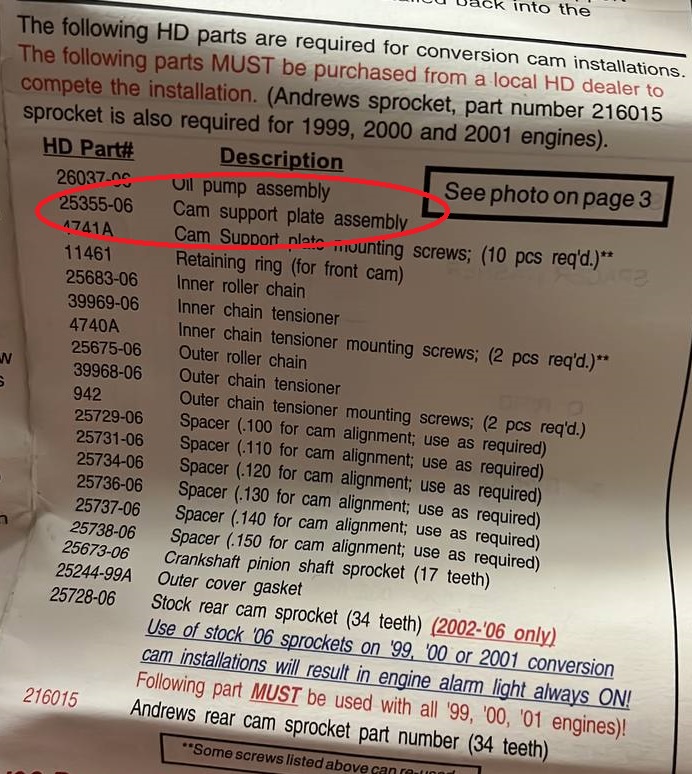 back into the
The following HD parts are required for conversion cam installations.
The following parts MUST be purchased from a local HD dealer to
compete the installation. (Andrews sprocket, part number 216015
sprocket is also required for 1999, 2000 and 2001 engines).
HD Part# Description
See photo on page 3
26037-06 Oil pump assembly
25355-06 Cam support plate assembly
4741A Cam Support plate mounting screws; (10 pcs req'd.)**
11461 Retaining ring (for front cam)
25683-06 Inner roller chain
39969-06 Inner chain tensioner
4740A Inner chain tensioner mounting screws; (2 pcs req'd.)**
25675-06 Outer roller chain
39968-06 Outer chain tensioner
942 Outer chain tensioner mounting screws; (2 pcs req'd.)
25729-06 Spacer (.100 for cam alignment; use as required)
25731-06 Spacer (.110 for cam alignment; use as required)
25734-06 Spacer (.120 for cam alignment; use as required)
25736-06 Spacer (.130 for cam alignment; use as required)
25737-06 Spacer (.140 for cam alignment; use as required)
25738-06 Spacer (.150 for cam alignment; use as required)
25673-06 Crankshaft pinion shaft sprocket (17 teeth)
25244-99A Outer cover gasket
25728-06 Stock rear cam sprocket (34 teeth) (2002-'06 only)
Use of stock '06 sprockets on '99, '00 or 2001 conversion
cam installations will result in engine alarm light always ON!
Following part MUST be used with all '99, '00, '01 engines)!
216015 Andrews rear cam sprocket part number (34 teeth)
**Some screws listed above can